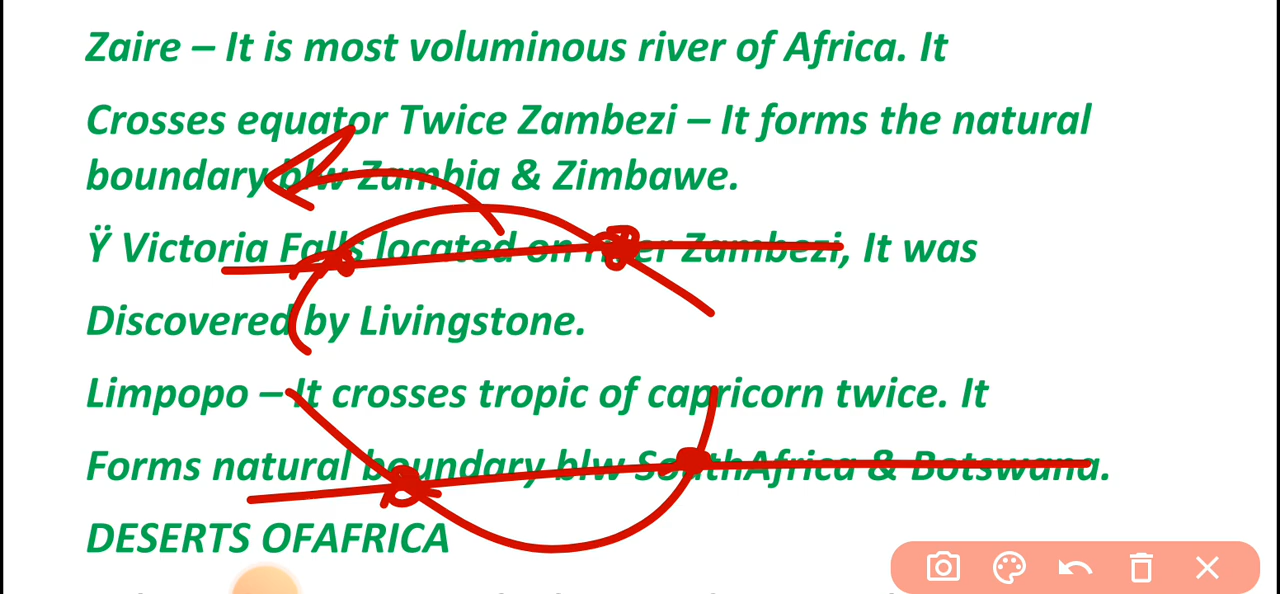 Zaire – It is most voluminous river of Africa. It
Crosses equator Twice Zambezi – It forms the natural
boundary blw Zambia & Zimbawe.
Ÿ Victoria Falls located on river Zambezi, It was
Discovered by Livingstone.
Limpopo – It crosses tropic of capricorn twice. It
Forms natural boundary blw SouthAfrica & Botswana.
DESERTS OFAFRICA